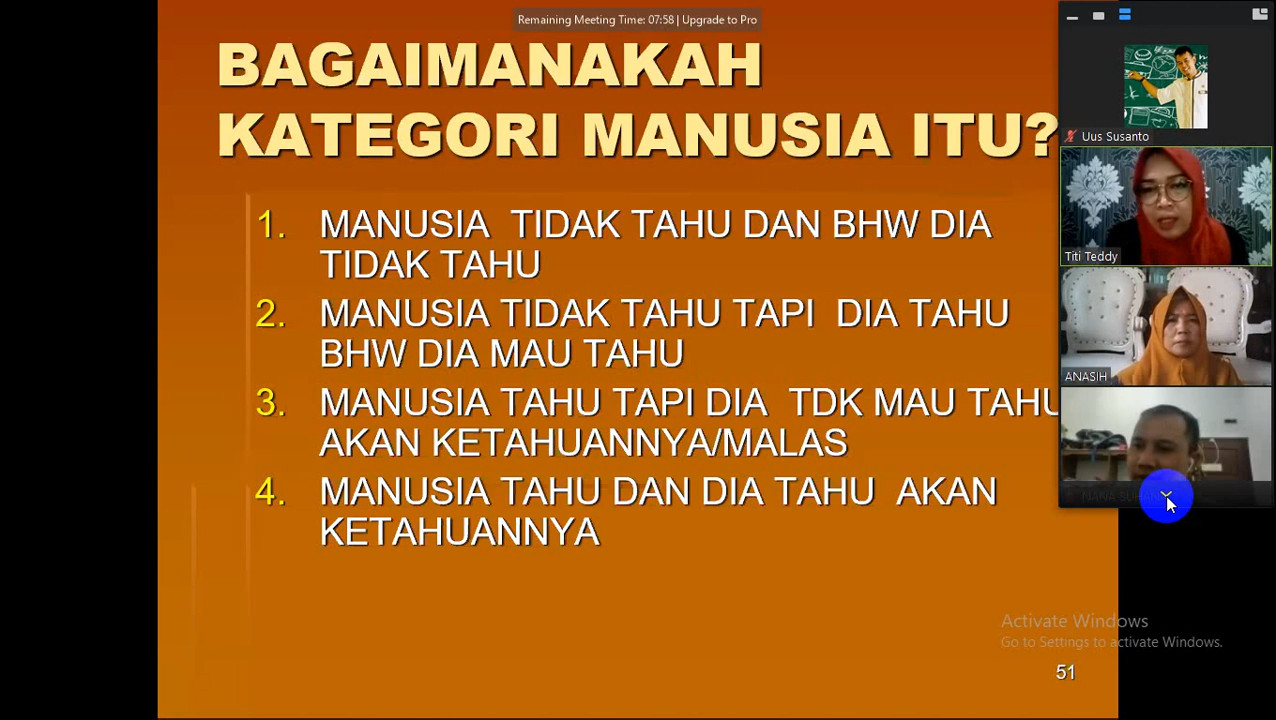 Remaining Meeting Time: 07:58 | Upgrade to Pro
BAGAIMANAKAH
KATEGORI MANUSIA ITU?
1. MANUSIA TIDAK TAHU DAN BHW DIA
TIDAK TAHU
2. MANUSIA TIDAK TAHU TAPI DIA TAHU
BHW DIA MAU TAHU
3. MANUSIA TAHU TAPI DIA TDK MAU TAHU
AKAN KETAHUANNYA/MALAS
4. MANUSIA TAHU DAN DIA TAHU AKAN
KETAHUANNYA
51
Uus Susanto
Titi Teddy
ANASIH
NANA
Activate Windows
Go to Settings to activate Windows.